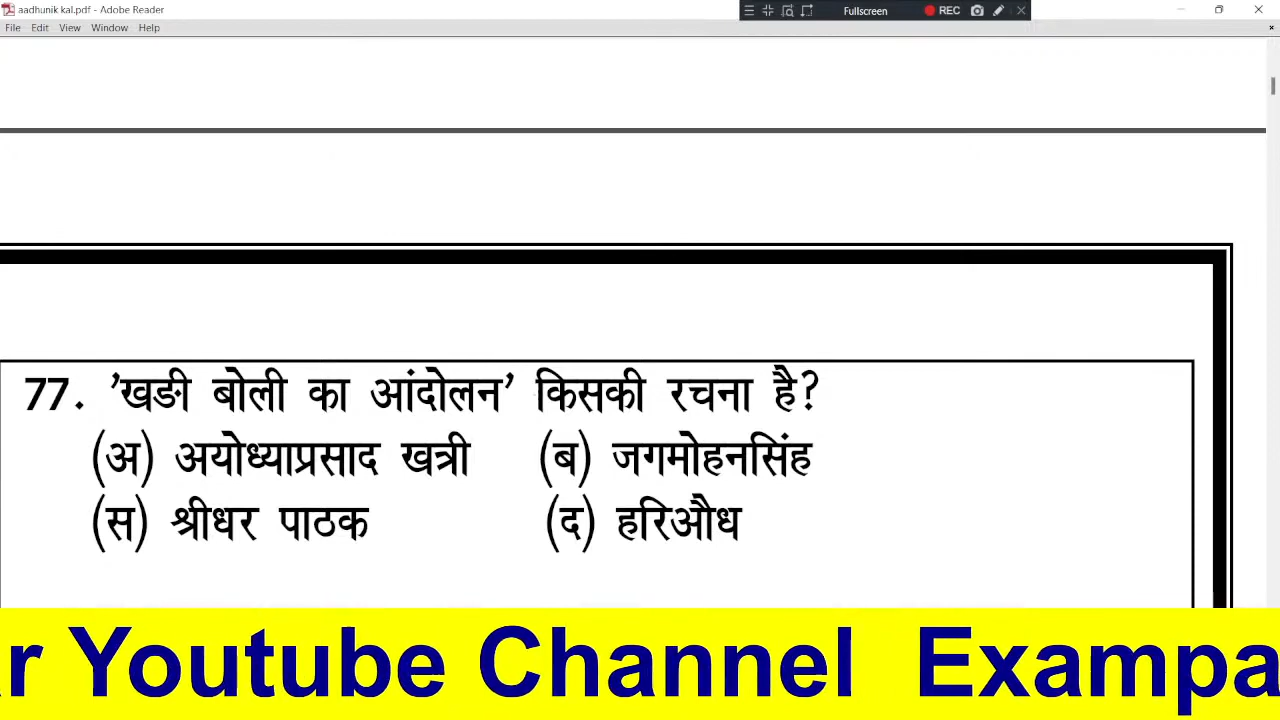 aadhunik kal.pdf - Adobe Reader
Fullscreen REC
File Edit View Window Help
77. 'खङी बोली का आंदोलन' किसकी रचना है?
(अ) अयोध्याप्रसाद खत्री (ब) जगमोहनसिंह
(स) श्रीधर पाठक (द) हरिऔध
r Youtube Channel Exampa